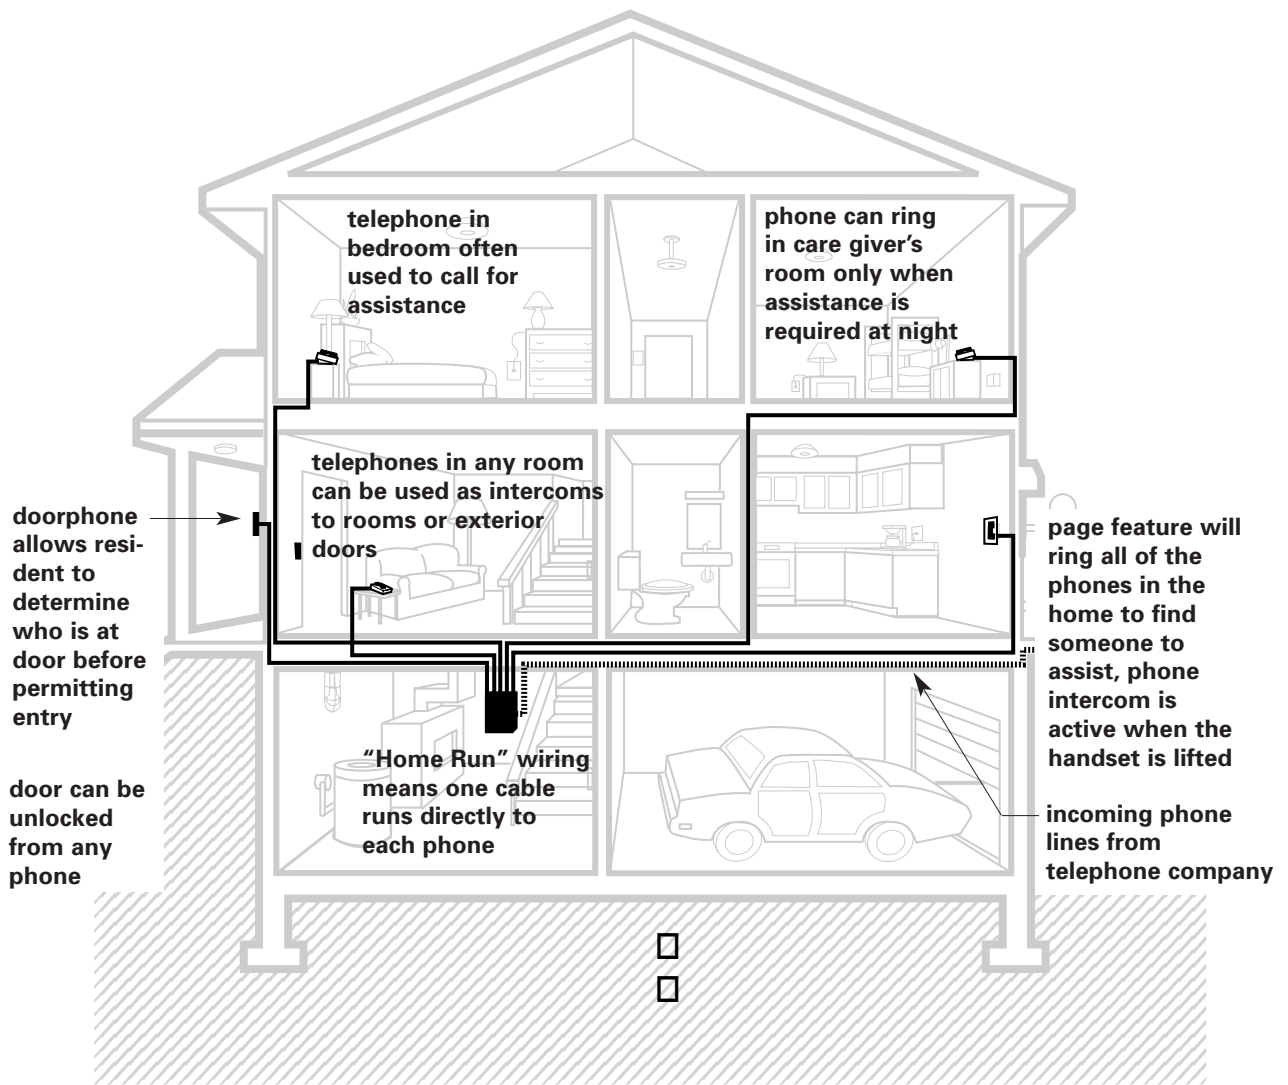 telephone in
bedroom often
used to call for
assistance
phone can ring
in care giver’s
room only when
assistance is
required at night
telephones in any room
can be used as intercoms
to rooms or exterior
doors
doorphone
allows resi-
dent to
determine
who is at
door before
permitting
entry
page feature will
ring all of the
phones in the
home to find
someone to
assist, phone
intercom is
active when the
handset is lifted
“Home Run” wiring
means one cable
runs directly to
each phone
door can be
unlocked
from any
phone
incoming phone
lines from
telephone company